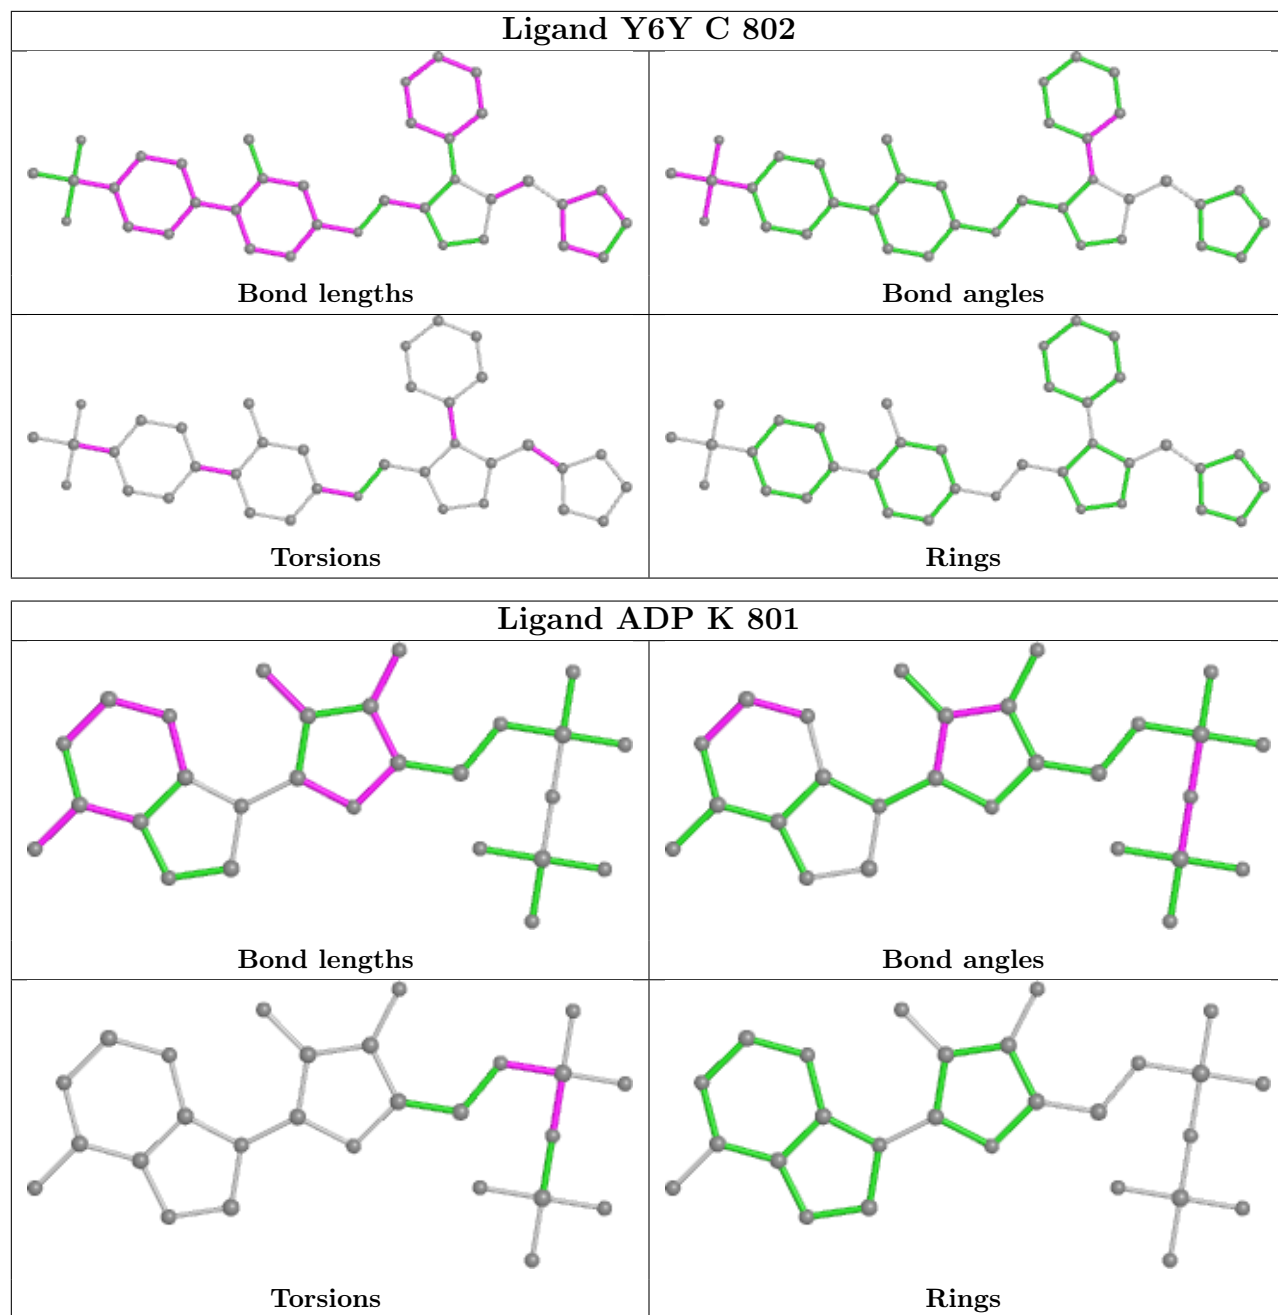 Ligand Y6Y C 802
Bond lengths
Bond angles
Torsions
Rings
Ligand ADP K 801
Bond lengths
Bond angles
Torsions
Rings